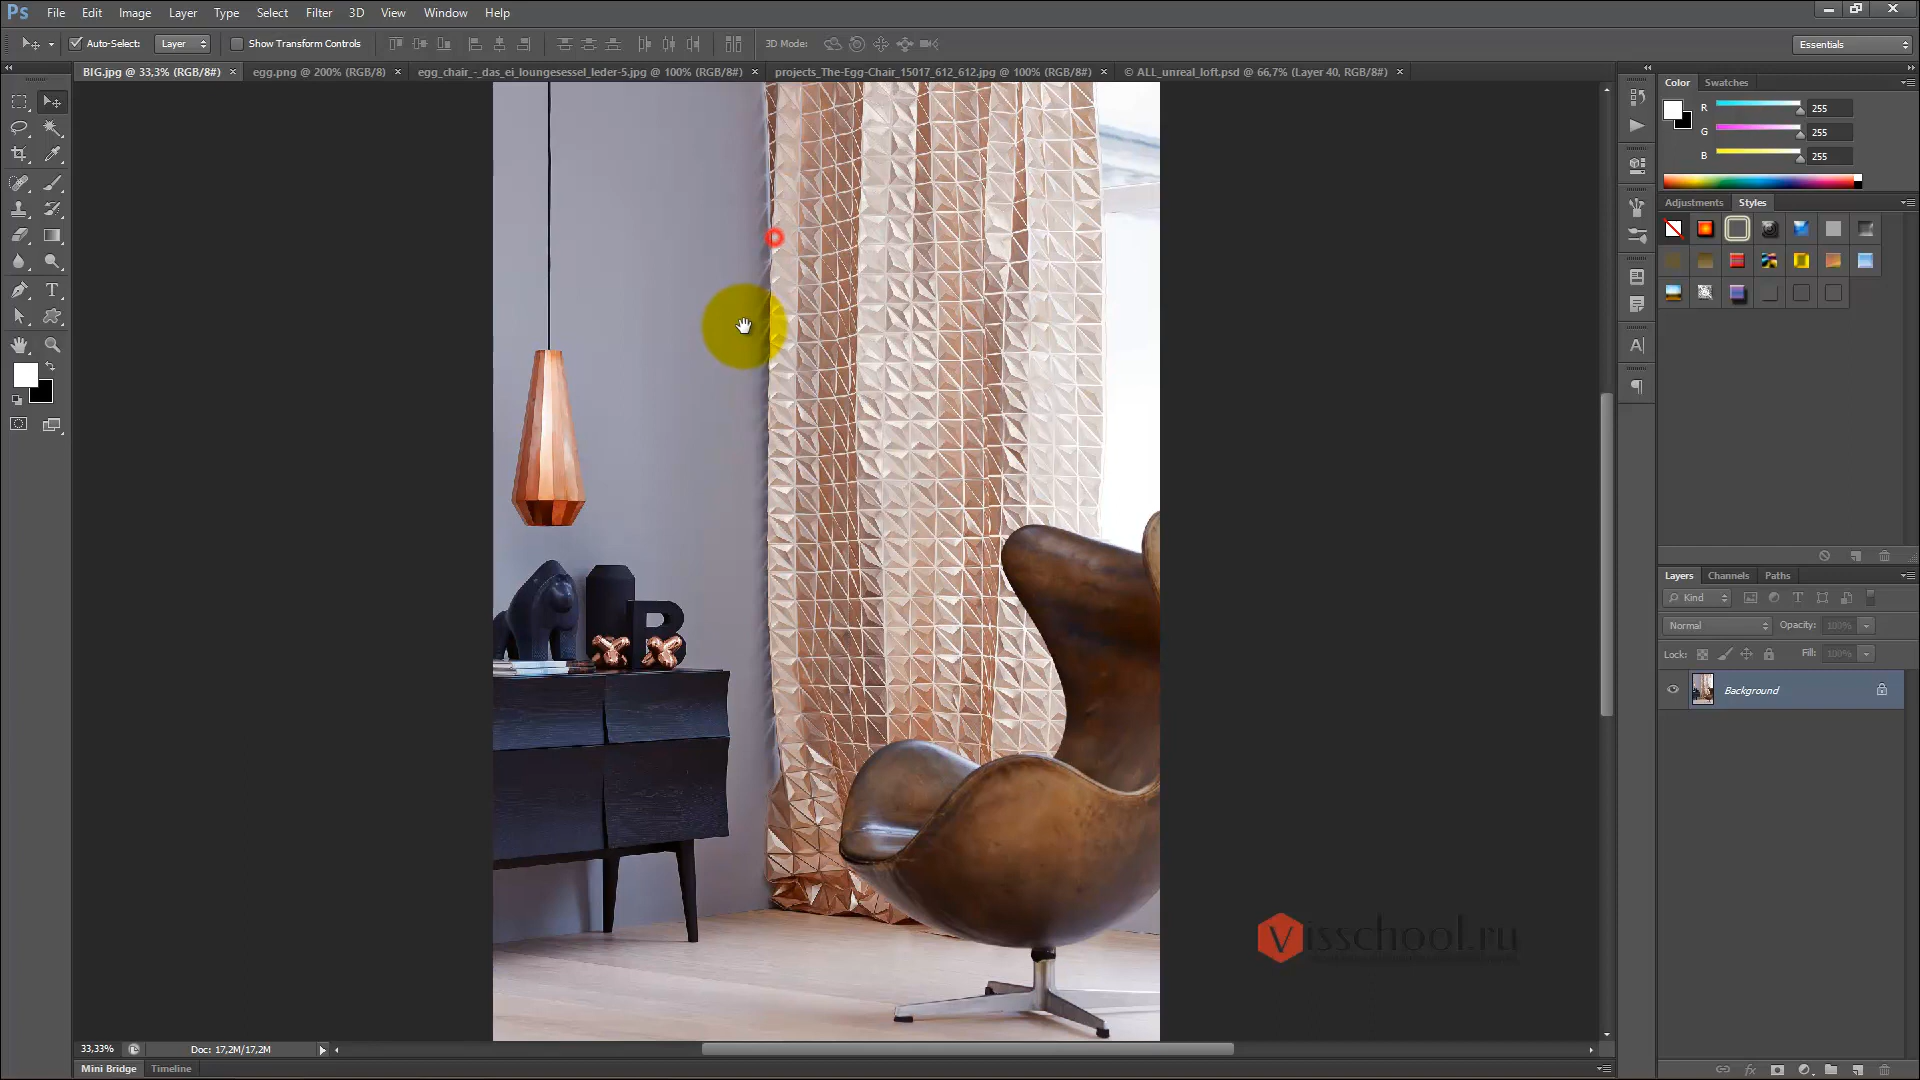 Ps File Edit Image Layer Type Select Filter 3D View Window Help
Auto-Select: Layer Show Transform Controls 3D Mode: Essentials
BIG.jpg @ 33,3% (RGB/8#) × egg.png @ 200% (RGB/8) × egg_chair_-_das_ei_loungesessel_leder-5.jpg @ 100% (RGB/8#) × projects_The-Egg-Chair_15017_612_612.jpg @ 100% (RGB/8#) × © ALL_unreal_loft.psd @ 66,7% (Layer 40, RGB/8#) ×
Color Swatches
R 255
G 255
B 255
Adjustments Styles
Layers Channels Paths
Kind
Normal Opacity: 100%
Lock: Fill: 100%
Background
B
Visschool.ru
33,33% Doc: 17,2M/17,2M
Mini Bridge Timeline